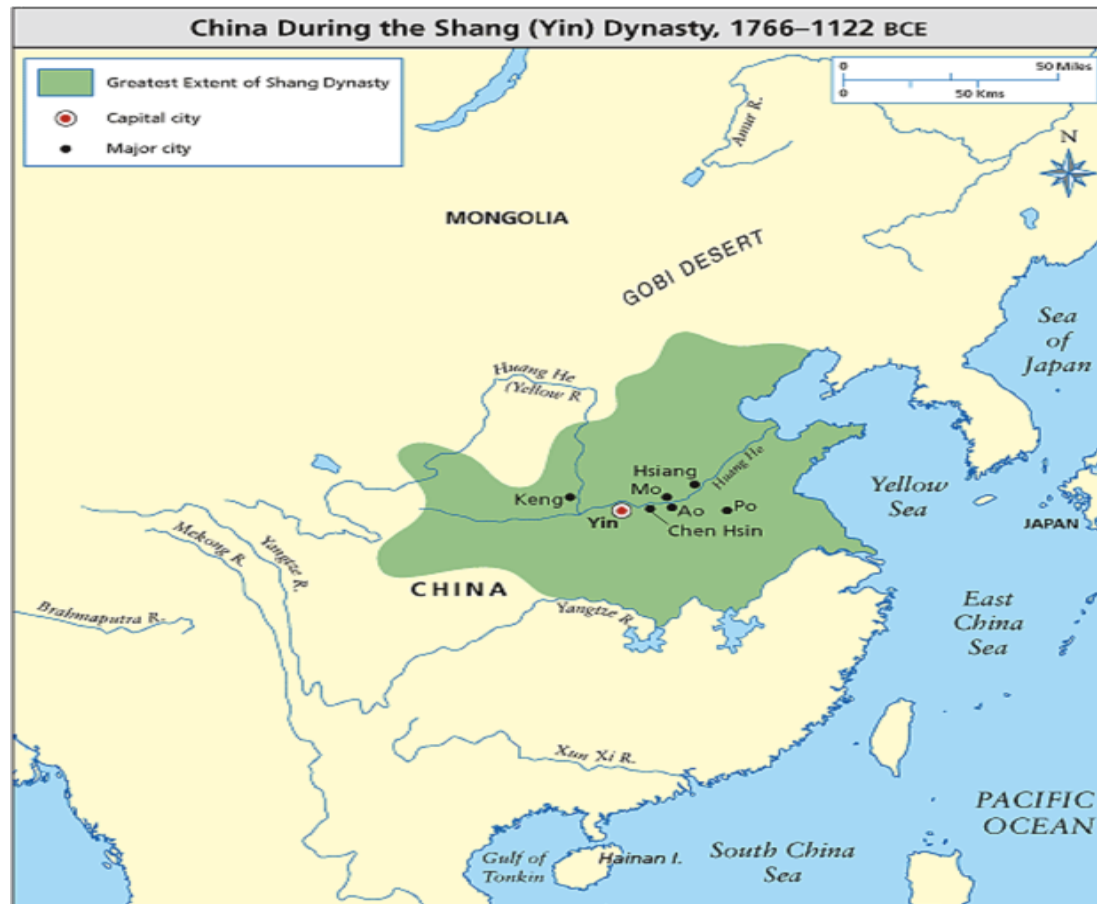 China During the Shang (Yin) Dynasty, 1766–1122 BCE
Greatest Extent of Shang Dynasty
Capital city
Major city
0 50 Miles
0 50 Kms
N
Amur R.
MONGOLIA
GOBI DESERT
Sea
of
Japan
Huang He
(Yellow R
Huang He
Hsiang
Mo
Keng
Yin
Ao
Po
Chen Hsin
Yellow
Sea
JAPAN
Mekong R.
Yangtze R.
CHINA
Brahmaputra R.
Yangtze R.
East
China
Sea
Xun Xi R.
PACIFIC
OCEAN
Gulf of
Tonkin
Hainan I.
South China
Sea